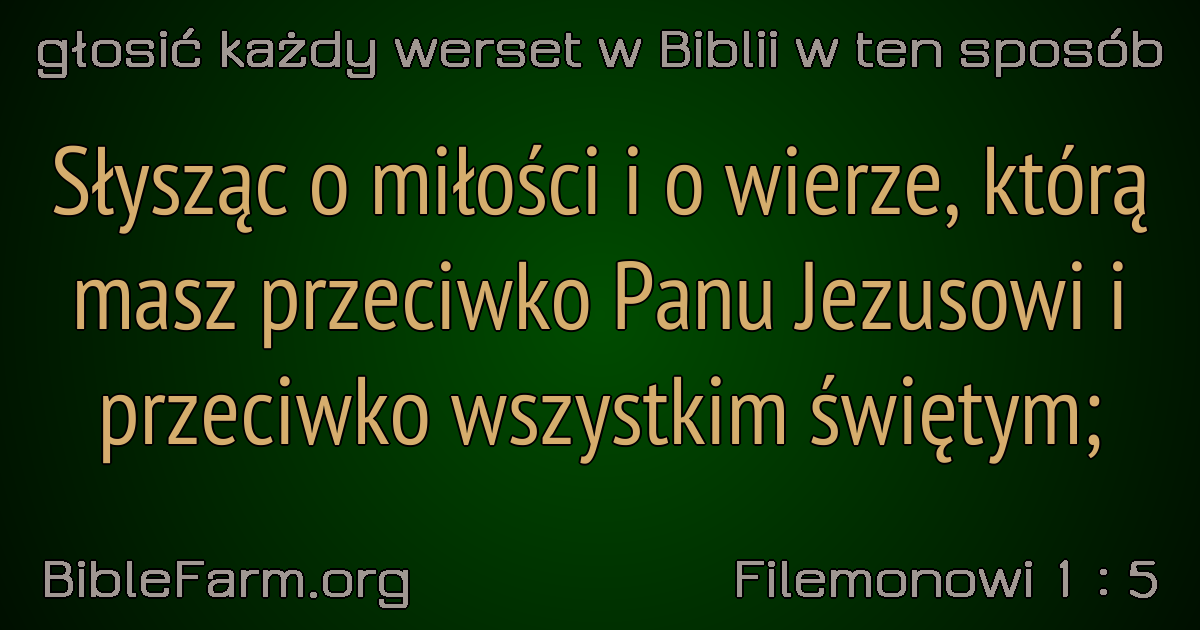 głosić każdy werset w Biblii w ten sposób
Słysząc o miłości i o wierze, którą
masz przeciwko Panu Jezusowi i
przeciwko wszystkim świętym;
BibleFarm.org
Filemonowi 1 : 5